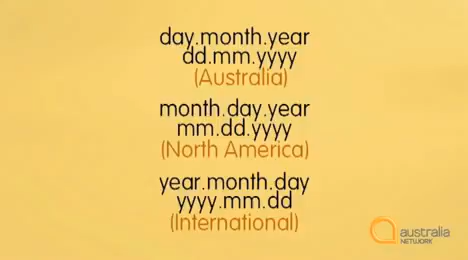 day.month.year
dd.mm.yyyy
(Australia)
month.day.year
mm.dd.yyyy
(North America)
year.month.day
yyyy.mm.dd
(International)
australia
NETWORK